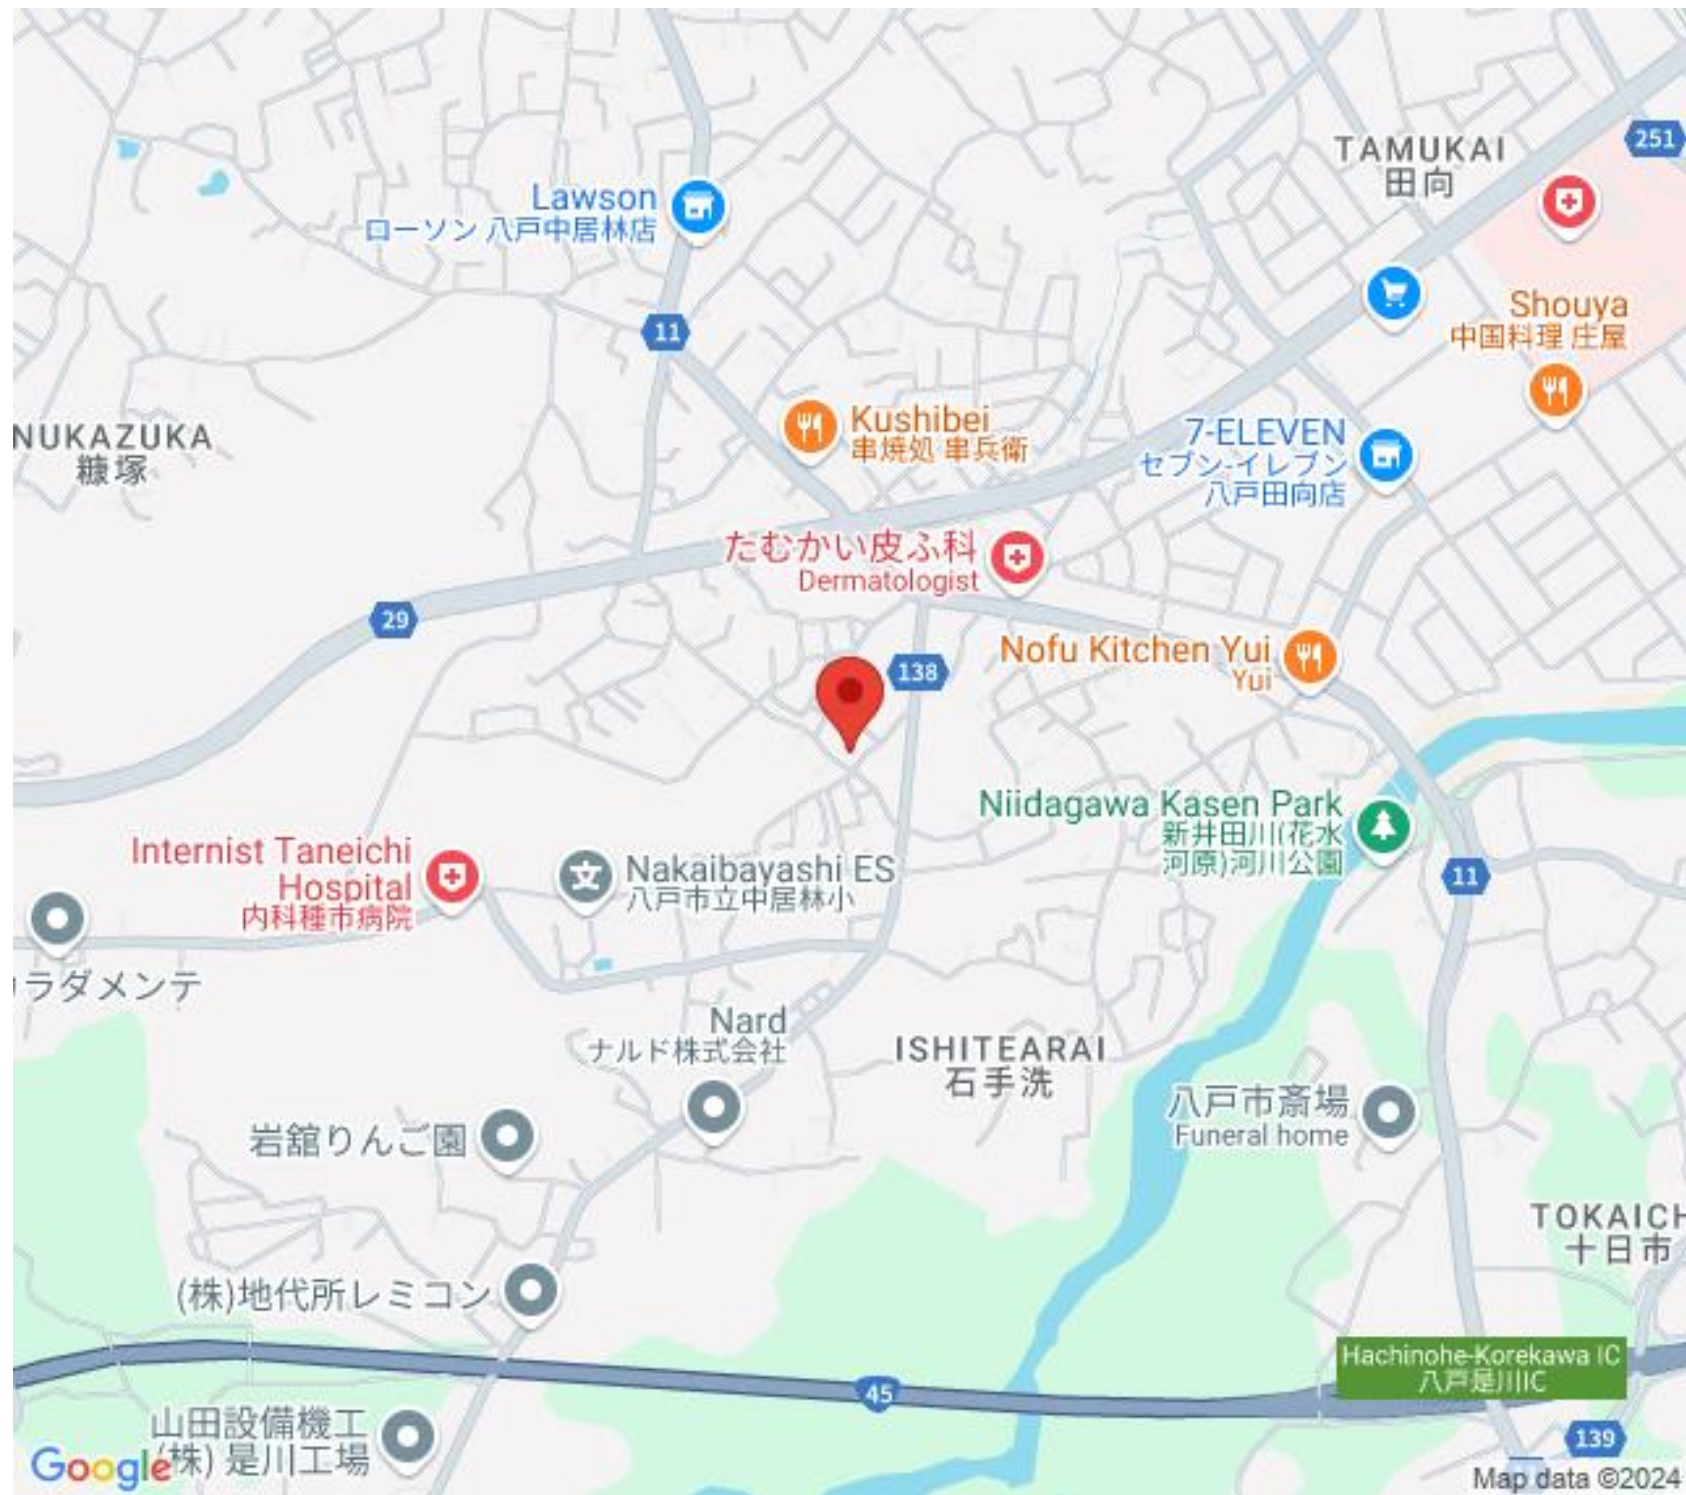 TAMUKAI
田向
251
Lawson
ローソン 八戸中居林店
Shouya
中国料理 庄屋
11
Kushibei
串焼処 串兵衛
7-ELEVEN
セブン-イレブン
八戸田向店
NUKAZUKA
糠塚
たむかい皮ふ科
Dermatologist
29
Nofu Kitchen Yui
Yui
138
Niidagawa Kasen Park
新井田川(花水
河原)河川公園
Internist Taneichi
Hospital
内科種市病院
Nakaibayashi ES
八戸市立中居林小
11
ラダメンテ
Nard
ナルド株式会社
ISHITEARAI
石手洗
八戸市斎場
Funeral home
岩舘りんご園
TOKAICH
十日市
(株)地代所レミコン
Hachinohe-Korekawa IC
八戸是川IC
45
山田設備機工
(株) 是川工場
139
Google
Map data ©2024